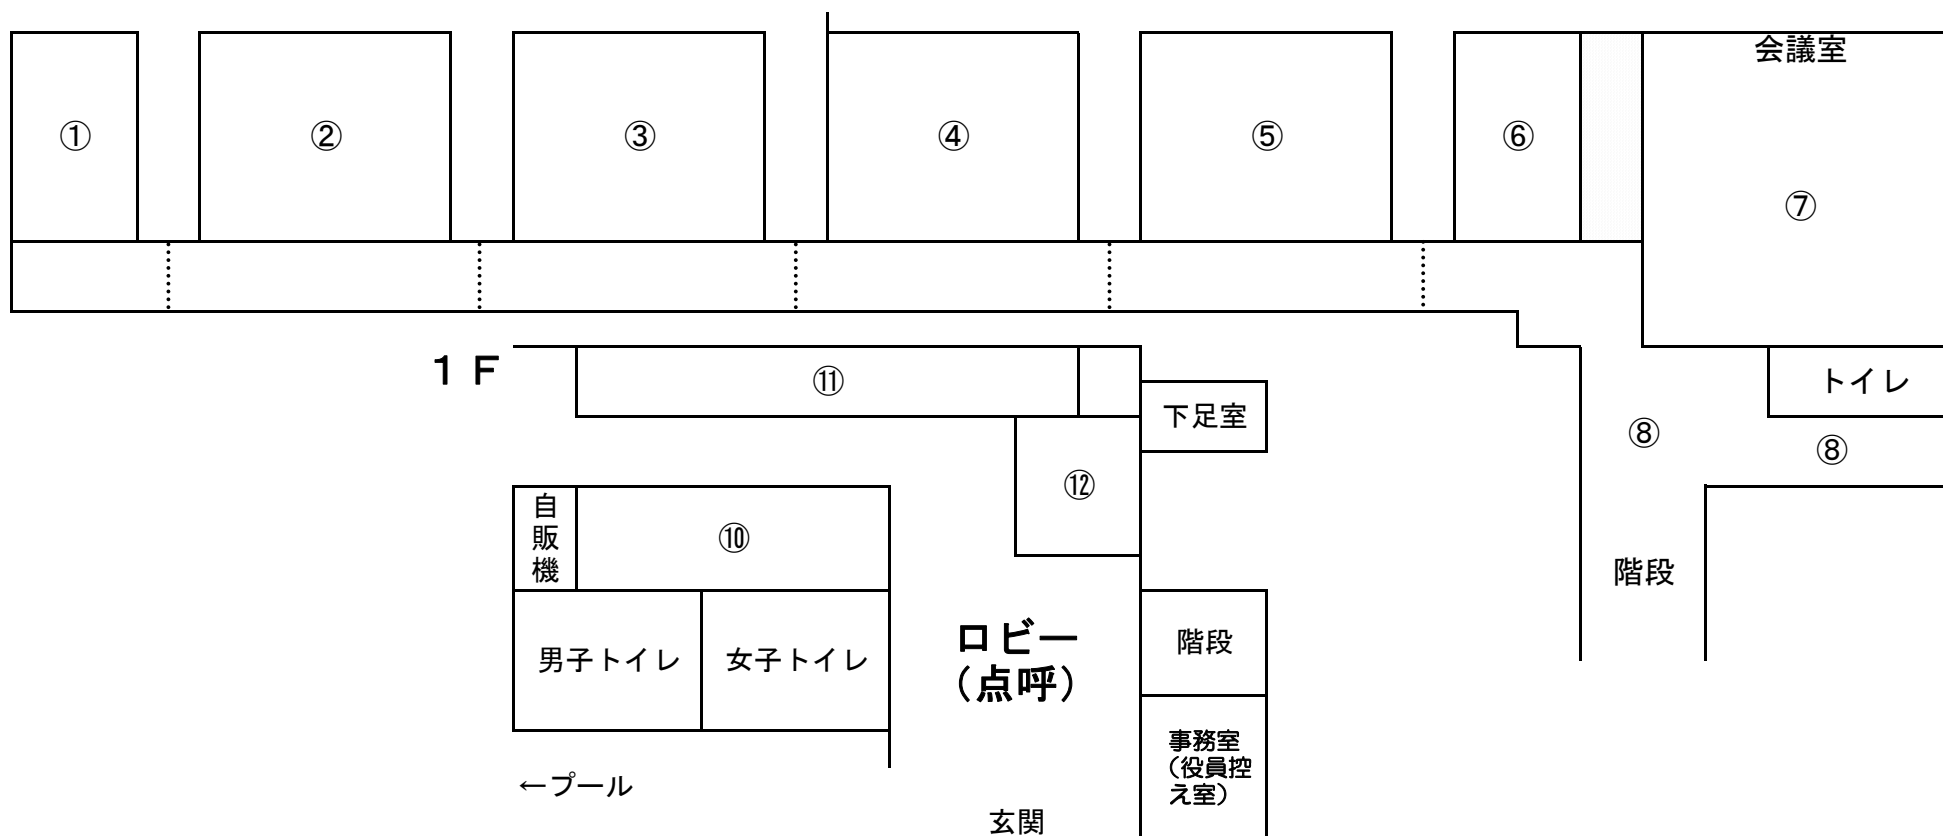 会議室
①
②
③
④
⑤
⑥
⑦
１Ｆ
⑪
トイレ
下足室
⑧
⑧
⑫
自
販
機
⑩
階段
ロビー
（点呼）
階段
男子トイレ
女子トイレ
事務室
（役員控
え室）
←プール
玄関